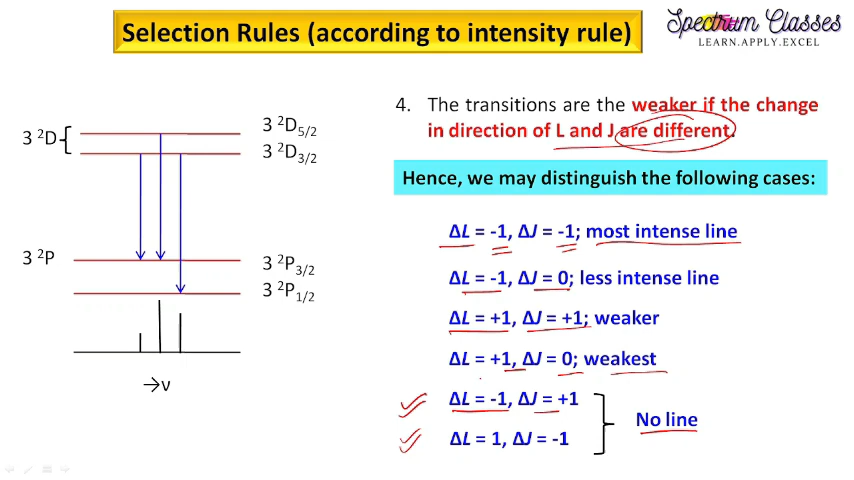 Selection Rules (according to intensity rule)
Spectrum Classes
LEARN.APPLY.EXCEL
4. The transitions are the weaker if the change
in direction of L and J are different.
Hence, we may distinguish the following cases:
ΔL = -1, ΔJ = -1; most intense line
ΔL = -1, ΔJ = 0; less intense line
ΔL = +1, ΔJ = +1; weaker
ΔL = +1, ΔJ = 0; weakest
ΔL = -1, ΔJ = +1
No line
ΔL = 1, ΔJ = -1
3 ²D
3 ²D₅/₂
3 ²D₃/₂
3 ²P
3 ²P₃/₂
3 ²P₁/₂
→ν